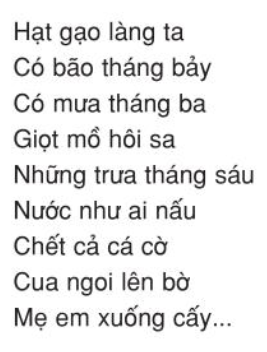 Hạt gạo làng ta
Có bão tháng bảy
Có mưa tháng ba
Giọt mồ hôi sa
Những trưa tháng sáu
Nước như ai nấu
Chết cả cá cờ
Cua ngoi lên bờ
Mẹ em xuống cấy...